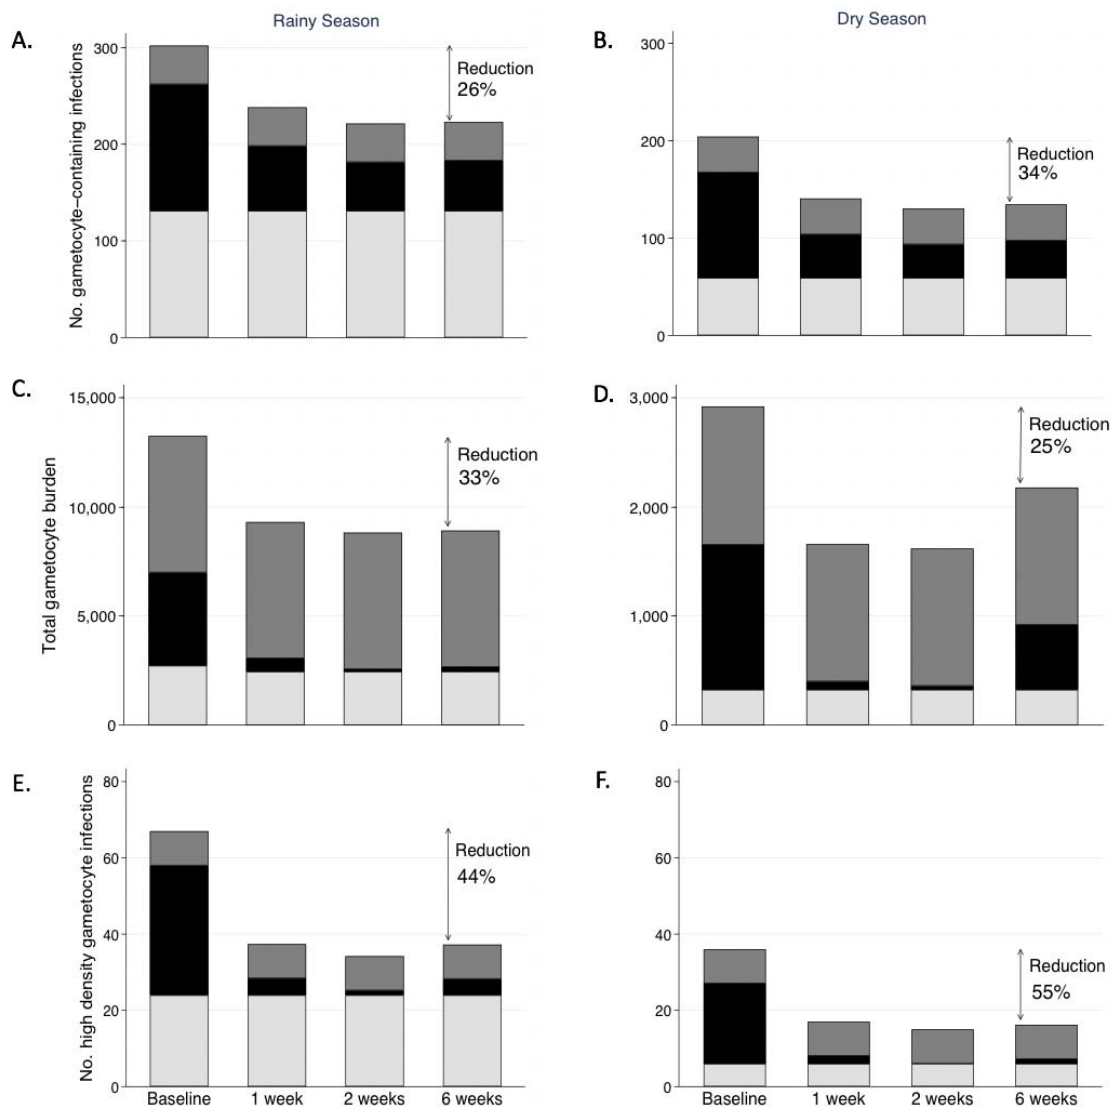 Rainy Season
Dry Season
A.
No. gametocyte-containing infections
300
200
100
0
Reduction
26%
B.
300
200
100
0
Reduction
34%
C.
Total gametocyte burden
15,000
10,000
5,000
0
Reduction
33%
D.
3,000
2,000
1,000
0
Reduction
25%
E.
No. high density gametocyte infections
80
60
40
20
0
Reduction
44%
Baseline 1 week 2 weeks 6 weeks
F.
80
60
40
20
0
Reduction
55%
Baseline 1 week 2 weeks 6 weeks